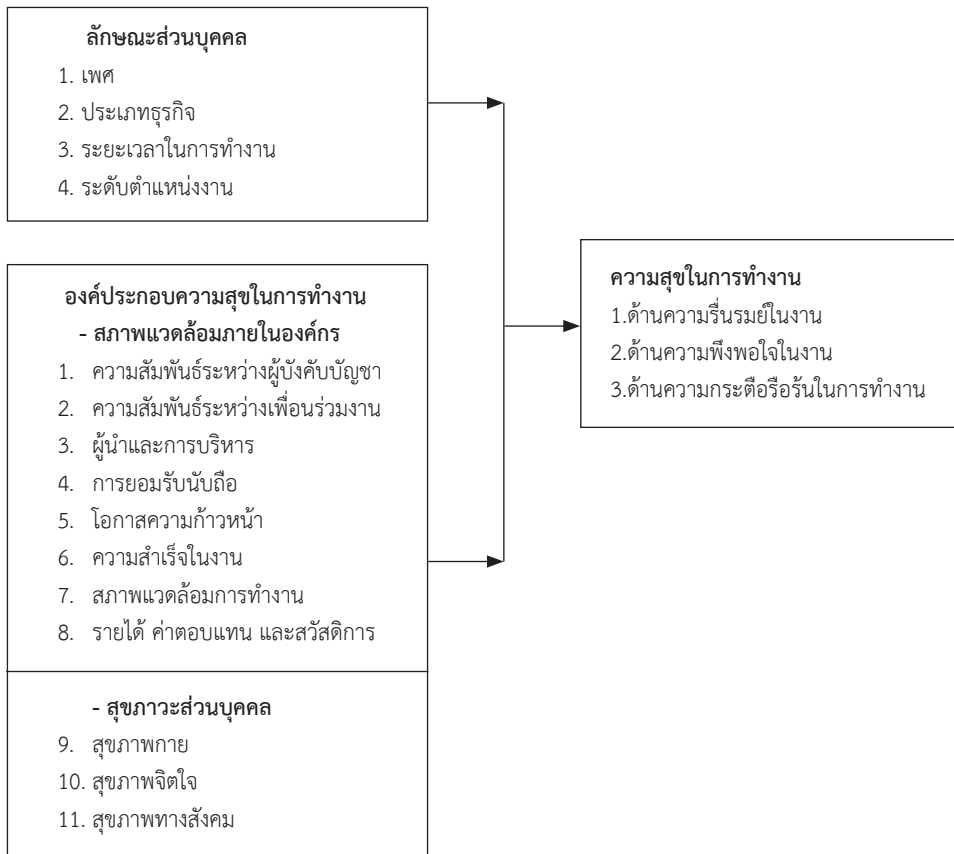 ลักษณะส่วนบุคคล
1. เพศ
2. ประเภทธุรกิจ
3. ระยะเวลาในการทำงาน
4. ระดับตำแหน่งงาน
องค์ประกอบความสุขในการทำงาน
- สภาพแวดล้อมภายในองค์กร
1. ความสัมพันธ์ระหว่างผู้บังคับบัญชา
2. ความสัมพันธ์ระหว่างเพื่อนร่วมงาน
3. ผู้นำและการบริหาร
4. การยอมรับนับถือ
5. โอกาสความก้าวหน้า
6. ความสำเร็จในงาน
7. สภาพแวดล้อมการทำงาน
8. รายได้ ค่าตอบแทน และสวัสดิการ
- สุขภาวะส่วนบุคคล
9. สุขภาพกาย
10. สุขภาพจิตใจ
11. สุขภาพทางสังคม
ความสุขในการทำงาน
1.ด้านความรื่นรมย์ในงาน
2.ด้านความพึงพอใจในงาน
3.ด้านความกระตือรือร้นในการทำงาน